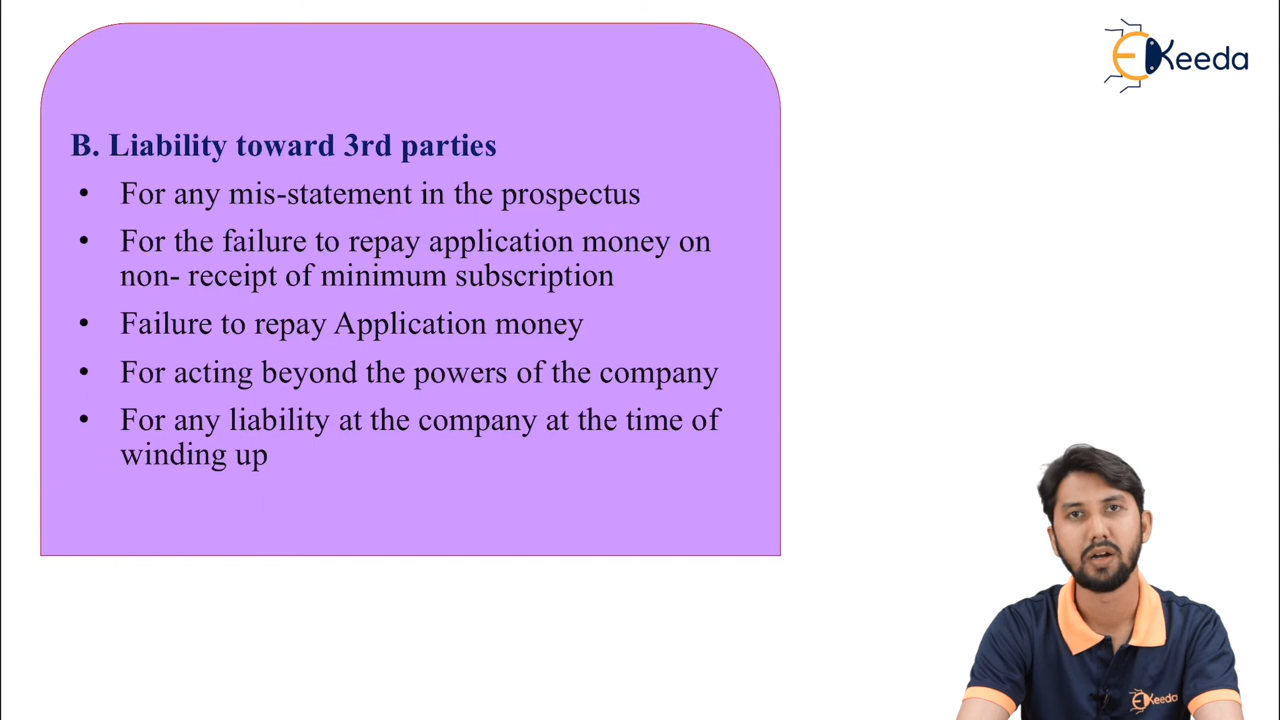 EKeeda
B. Liability toward 3rd parties
• For any mis-statement in the prospectus
• For the failure to repay application money on
non- receipt of minimum subscription
• Failure to repay Application money
• For acting beyond the powers of the company
• For any liability at the company at the time of
winding up
EKeeda